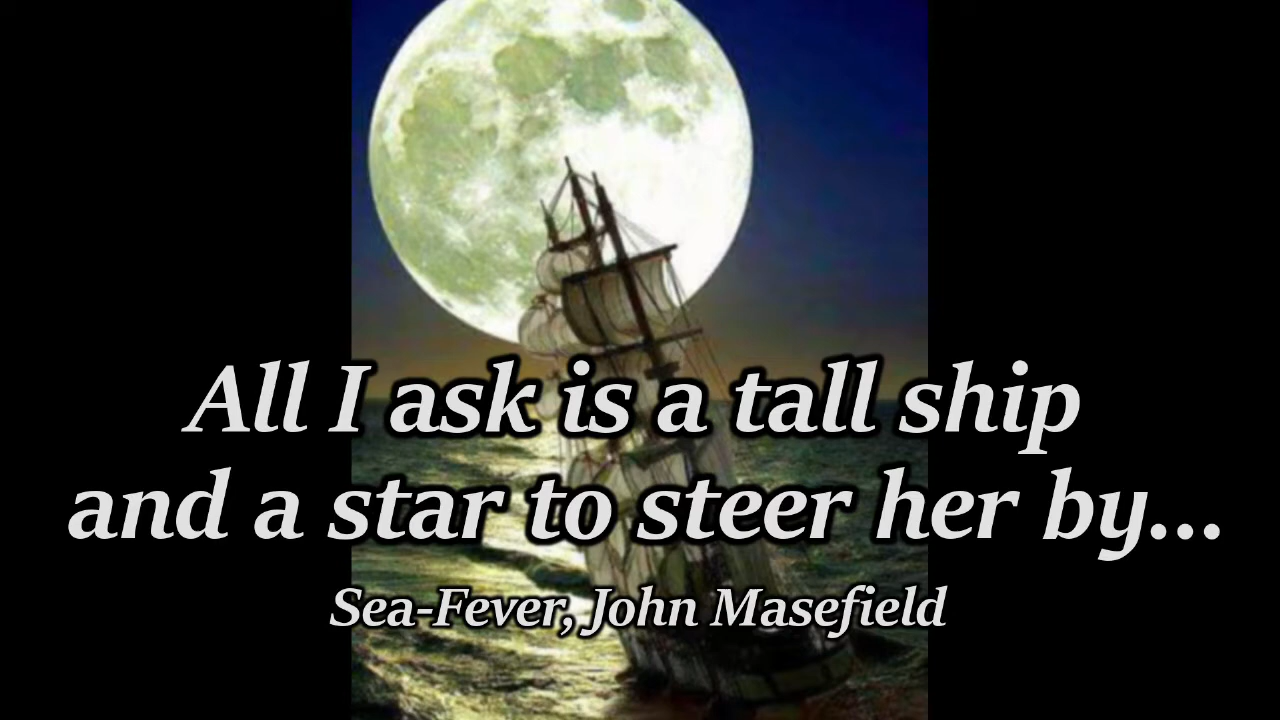 All I ask is a tall ship
and a star to steer her by...
Sea-Fever, John Masefield